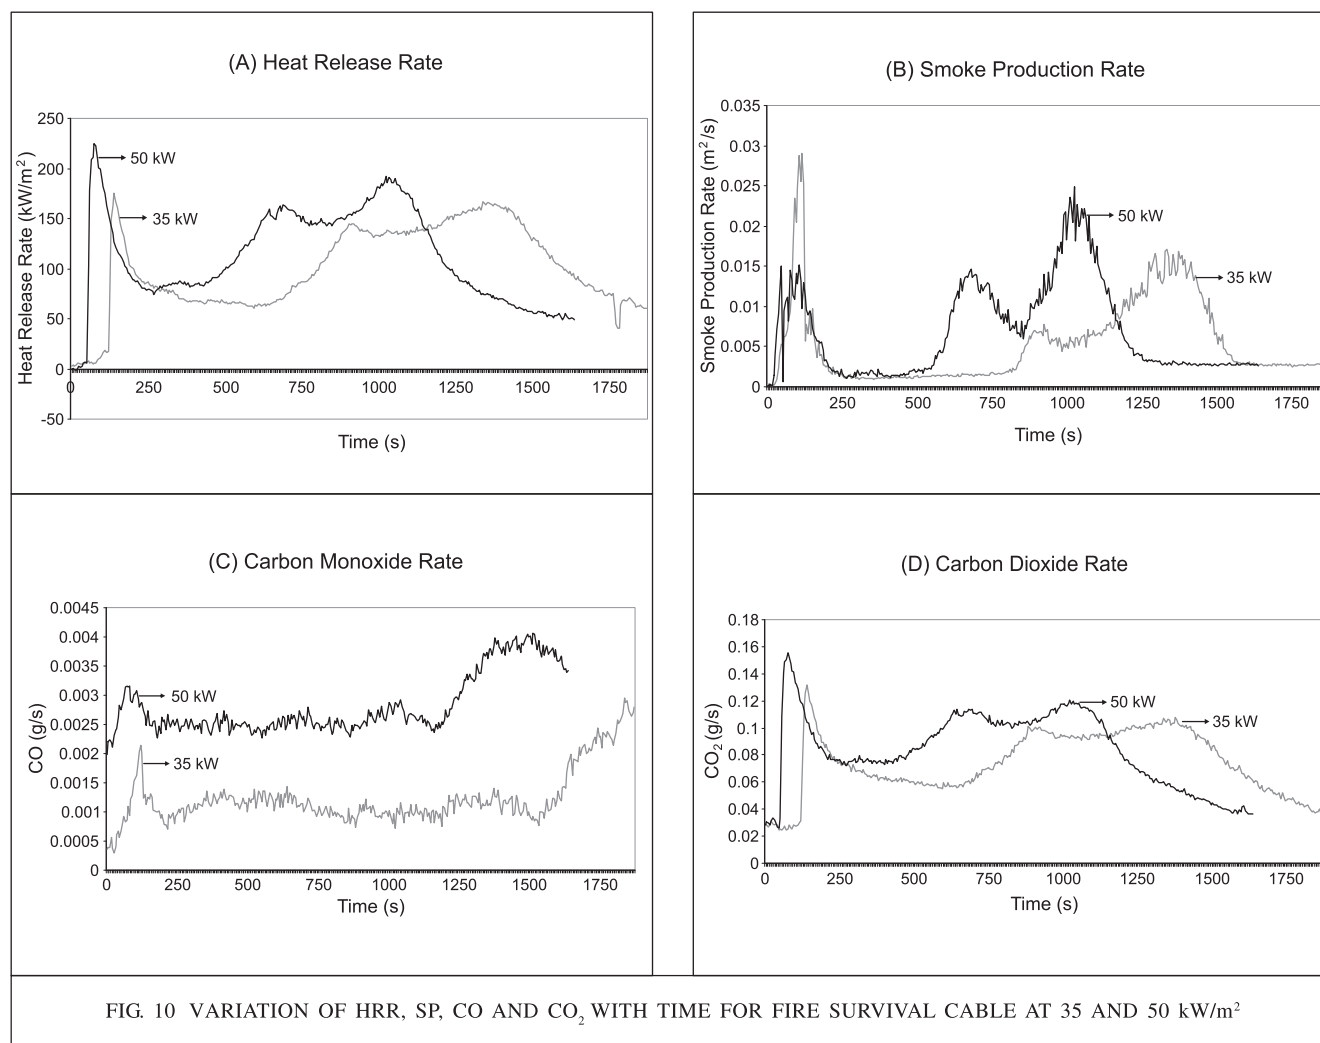 (A) Heat Release Rate
Heat Release Rate (kW/m²)
250
200
150
100
50
0
-50
50 kW
35 kW
0 250 500 750 1000 1250 1500 1750
Time (s)
(B) Smoke Production Rate
Smoke Production Rate (m²/s)
0.035
0.03
0.025
0.02
0.015
0.01
0.005
0
50 kW
35 kW
0 250 500 750 1000 1250 1500 1750
Time (s)
(C) Carbon Monoxide Rate
CO (g/s)
0.0045
0.004
0.0035
0.003
0.0025
0.002
0.0015
0.001
0.0005
0
50 kW
35 kW
0 250 500 750 1000 1250 1500 1750
Time (s)
(D) Carbon Dioxide Rate
CO₂ (g/s)
0.18
0.16
0.14
0.12
0.1
0.08
0.06
0.04
0.02
0
50 kW
35 kW
0 250 500 750 1000 1250 1500 1750
Time (s)
FIG. 10 VARIATION OF HRR, SP, CO AND CO₂ WITH TIME FOR FIRE SURVIVAL CABLE AT 35 AND 50 kW/m²